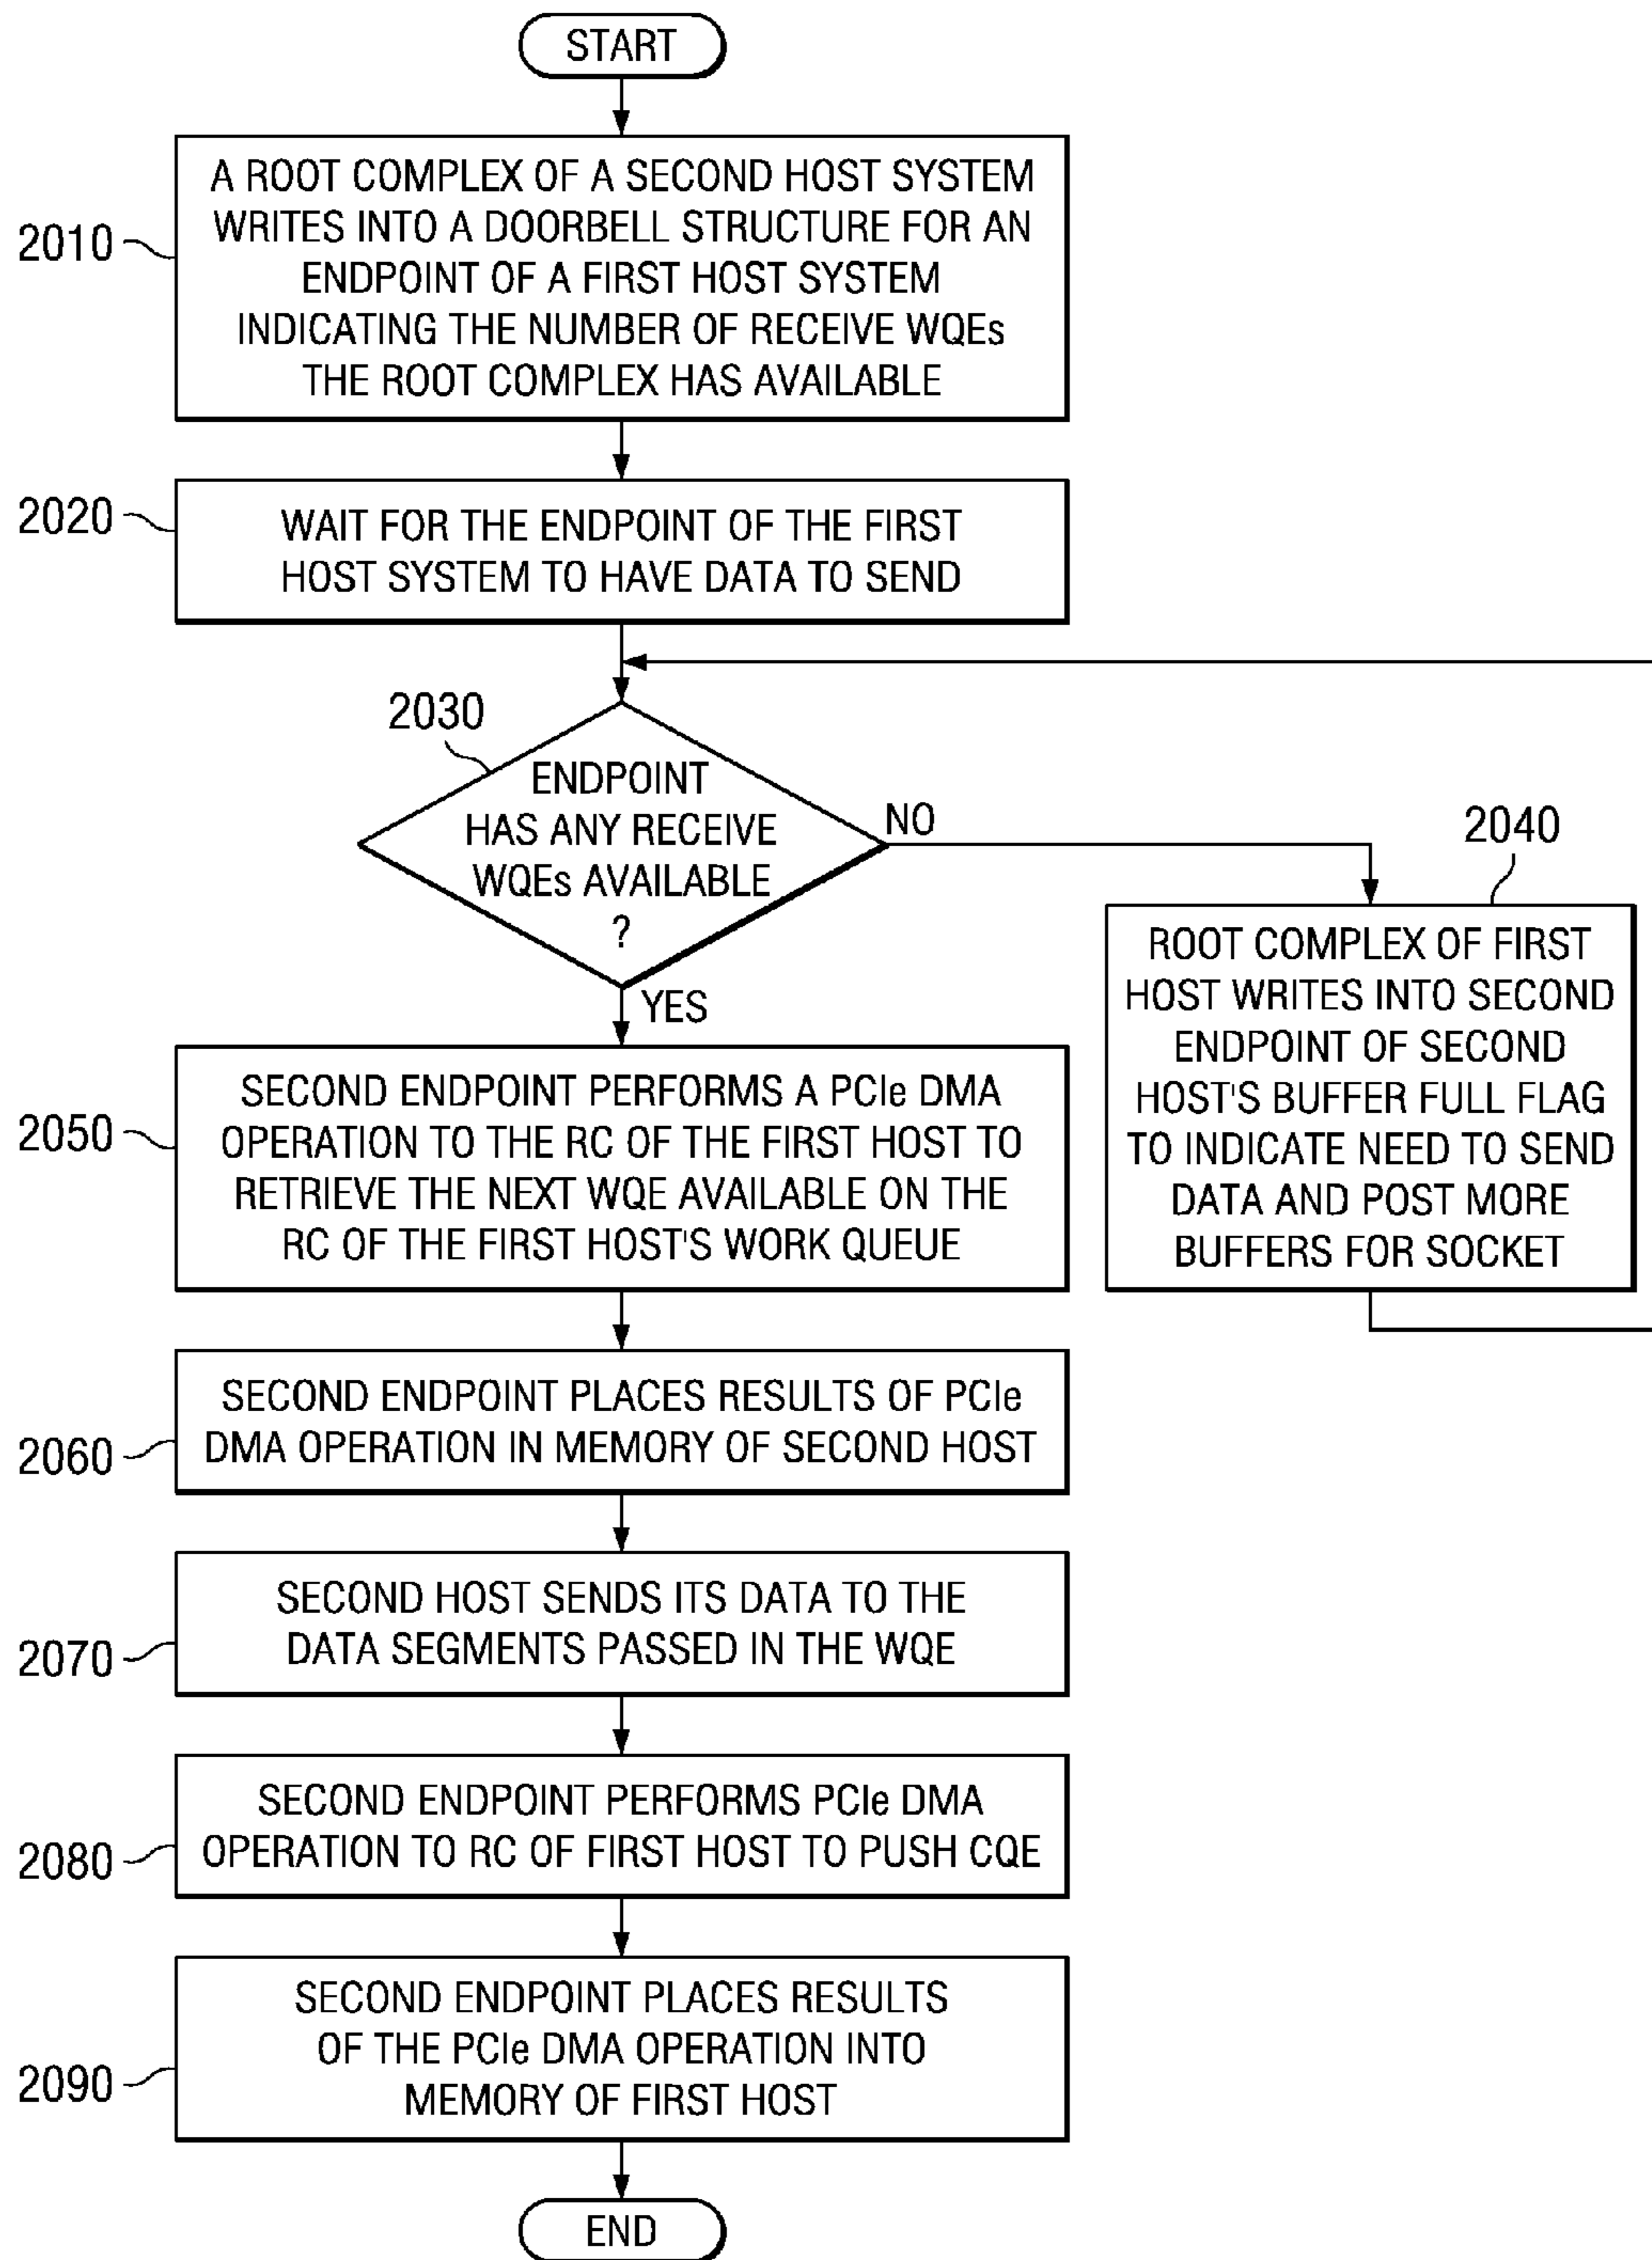 START
2010
A ROOT COMPLEX OF A SECOND HOST SYSTEM
WRITES INTO A DOORBELL STRUCTURE FOR AN
ENDPOINT OF A FIRST HOST SYSTEM
INDICATING THE NUMBER OF RECEIVE WQEs
THE ROOT COMPLEX HAS AVAILABLE
2020
WAIT FOR THE ENDPOINT OF THE FIRST
HOST SYSTEM TO HAVE DATA TO SEND
2030
ENDPOINT
HAS ANY RECEIVE
WQEs AVAILABLE
?
NO
YES
2040
ROOT COMPLEX OF FIRST
HOST WRITES INTO SECOND
ENDPOINT OF SECOND
HOST'S BUFFER FULL FLAG
TO INDICATE NEED TO SEND
DATA AND POST MORE
BUFFERS FOR SOCKET
2050
SECOND ENDPOINT PERFORMS A PCIe DMA
OPERATION TO THE RC OF THE FIRST HOST TO
RETRIEVE THE NEXT WQE AVAILABLE ON THE
RC OF THE FIRST HOST'S WORK QUEUE
2060
SECOND ENDPOINT PLACES RESULTS OF PCIe
DMA OPERATION IN MEMORY OF SECOND HOST
2070
SECOND HOST SENDS ITS DATA TO THE
DATA SEGMENTS PASSED IN THE WQE
2080
SECOND ENDPOINT PERFORMS PCIe DMA
OPERATION TO RC OF FIRST HOST TO PUSH CQE
2090
SECOND ENDPOINT PLACES RESULTS
OF THE PCIe DMA OPERATION INTO
MEMORY OF FIRST HOST
END